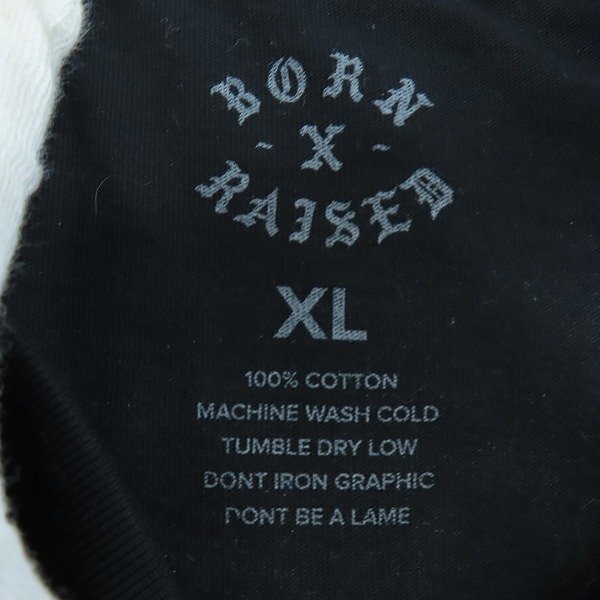 BORN
- X -
RAISED
XL
100% COTTON
MACHINE WASH COLD
TUMBLE DRY LOW
DONT IRON GRAPHIC
DONT BE A LAME